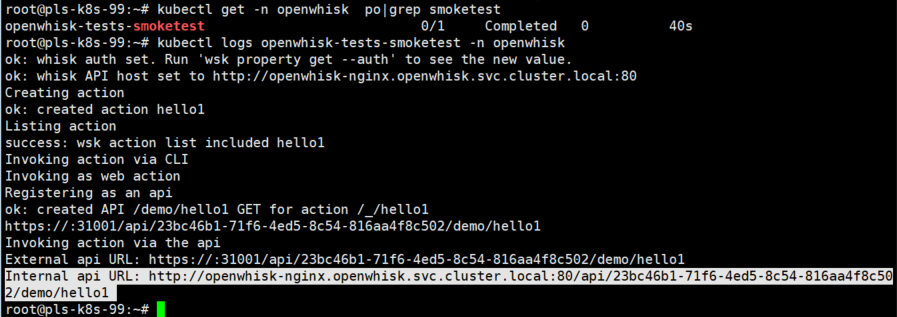 root@pls-k8s-99:~# kubectl get -n openwhisk  po|grep smoketest
openwhisk-tests-smoketest                         0/1     Completed   0          40s
root@pls-k8s-99:~# kubectl logs openwhisk-tests-smoketest -n openwhisk
ok: whisk auth set. Run 'wsk property get --auth' to see the new value.
ok: whisk API host set to http://openwhisk-nginx.openwhisk.svc.cluster.local:80
Creating action
ok: created action hello1
Listing action
success: wsk action list included hello1
Invoking action via CLI
Invoking as web action
Registering as an api
ok: created API /demo/hello1 GET for action /_/hello1
https://:31001/api/23bc46b1-71f6-4ed5-8c54-816aa4f8c502/demo/hello1
Invoking action via the api
External api URL: https://:31001/api/23bc46b1-71f6-4ed5-8c54-816aa4f8c502/demo/hello1
Internal api URL: http://openwhisk-nginx.openwhisk.svc.cluster.local:80/api/23bc46b1-71f6-4ed5-8c54-816aa4f8c50
2/demo/hello1
root@pls-k8s-99:~#